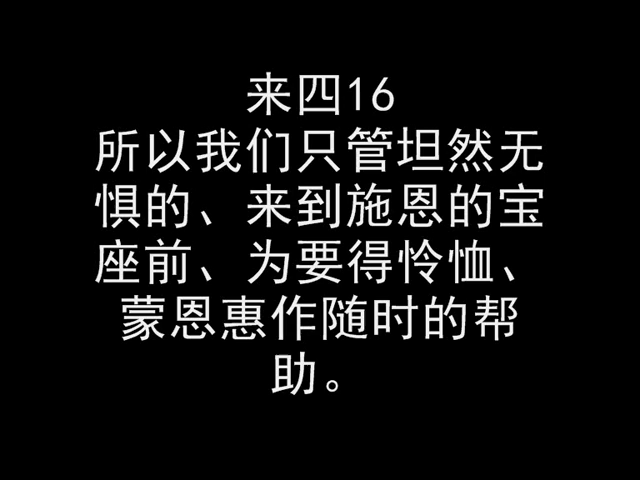 来四16
所以我们只管坦然无
惧的、来到施恩的宝
座前、为要得怜恤、
蒙恩惠作随时的帮
助。